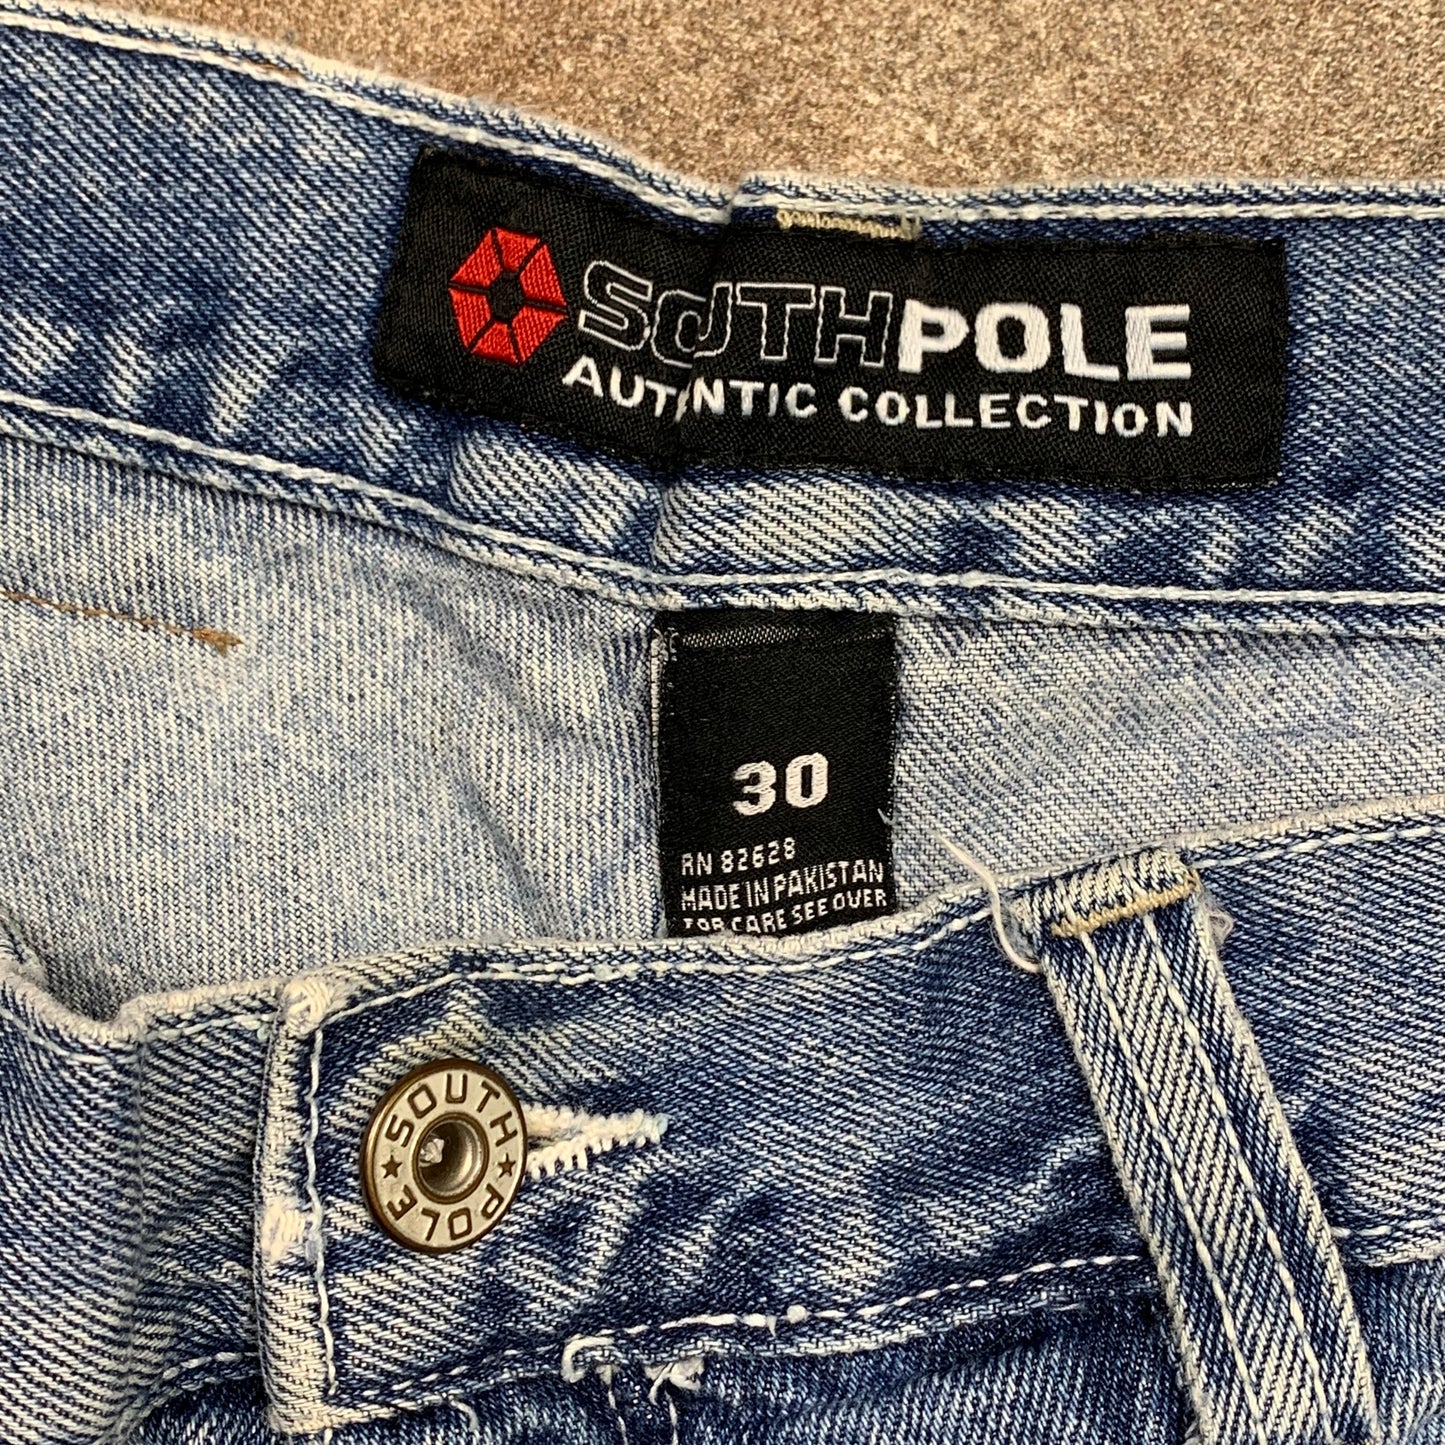 SOUTHPOLE
AUTHENTIC COLLECTION
30
RN 82628
MADE IN PAKISTAN
FOR CARE SEE OVER
SOUTH
POLE